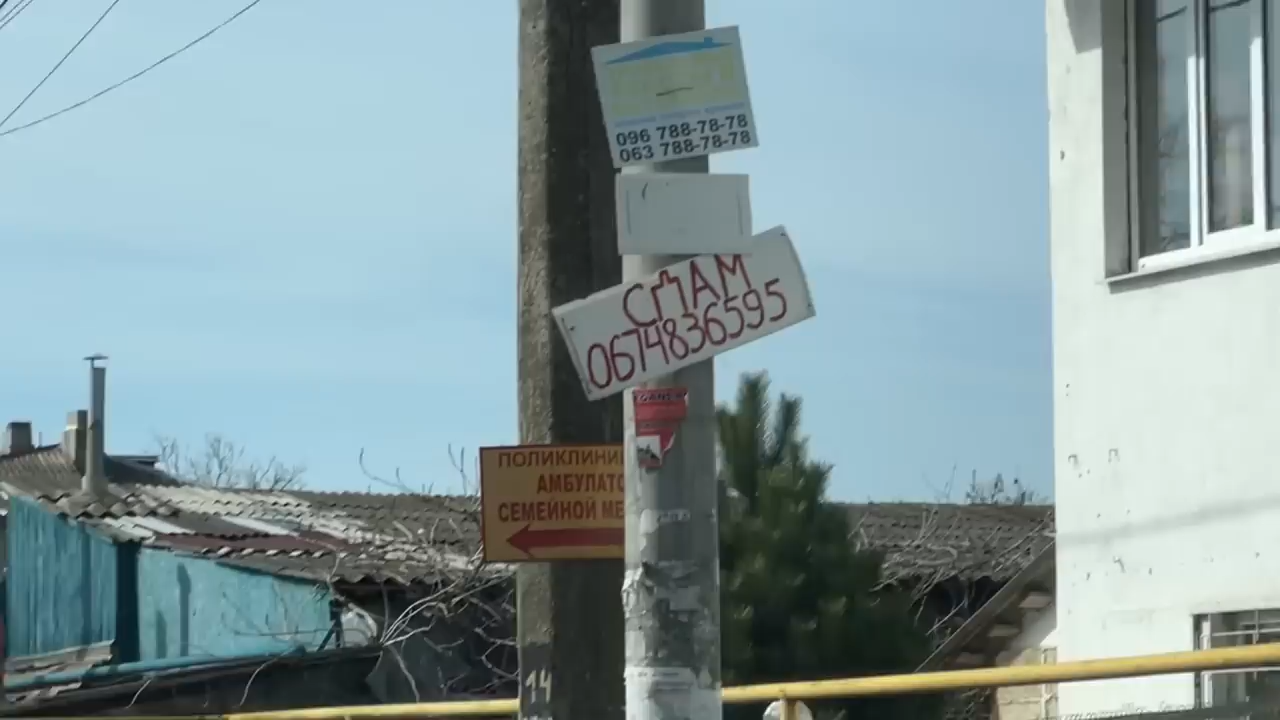 096 788-78-78
063 788-78-78
СДАМ
0674836595
ПОЛИКЛИНИ
АМБУЛАТО
СЕМЕЙНОЙ МЕ
14